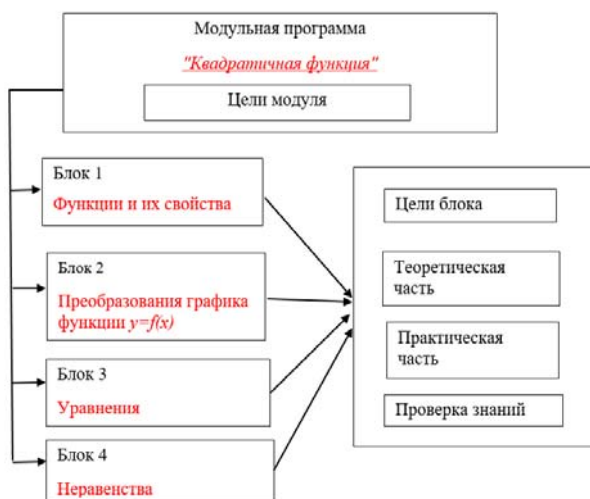 Модульная программа
"Квадратичная функция"
Цели модуля
Блок 1
Функции и их свойства
Блок 2
Преобразования графика
функции y=f(x)
Блок 3
Уравнения
Блок 4
Неравенства
Цели блока
Теоретическая
часть
Практическая
часть
Проверка знаний